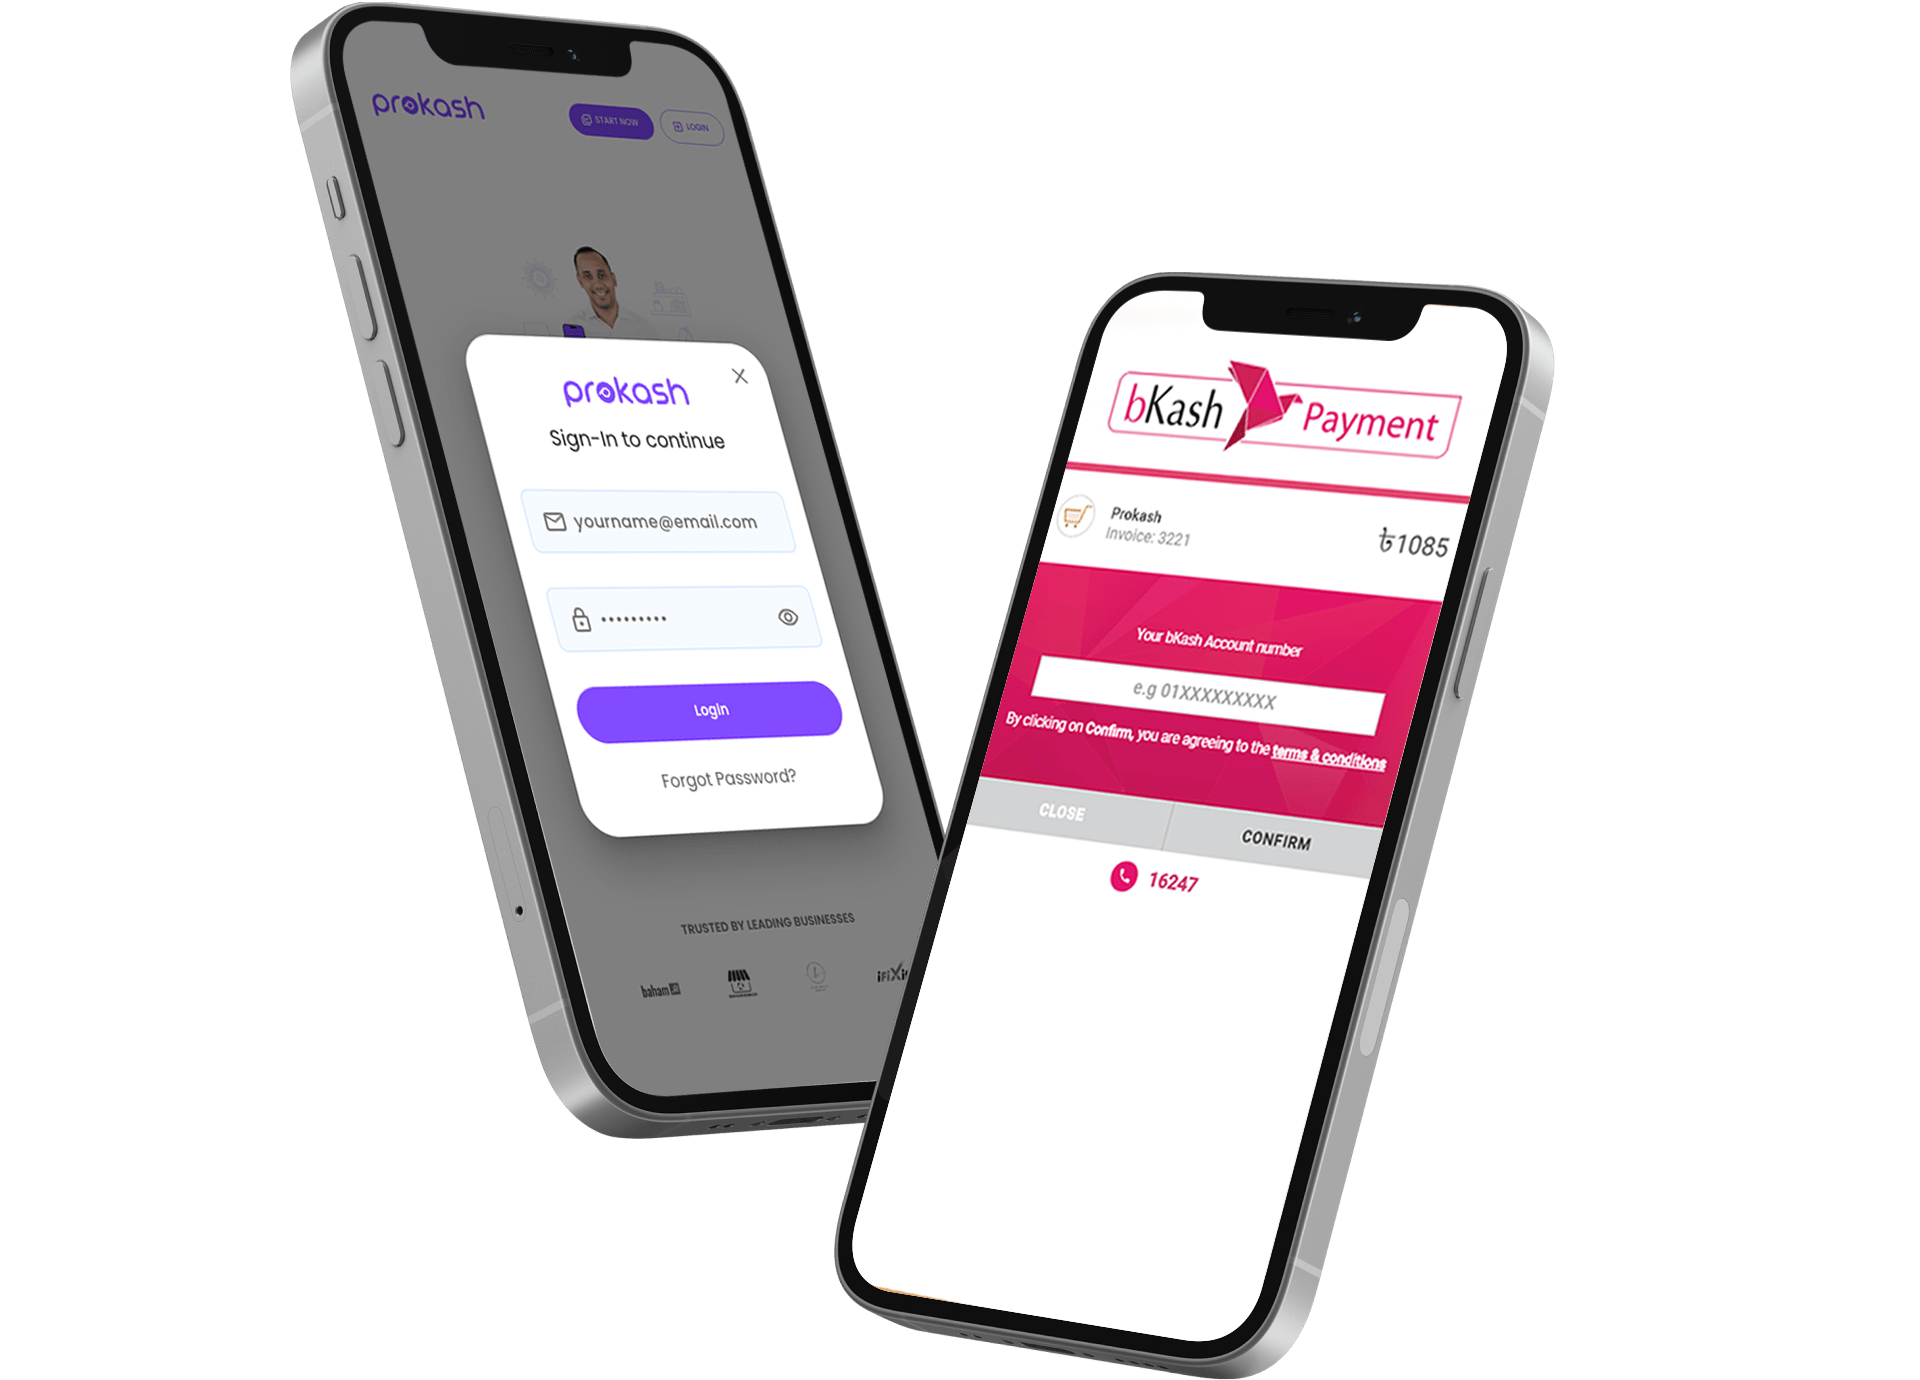 prokash
START NOW
LOGIN
prokash
Sign-In to continue
yourname@email.com
•••••••••
Login
Forgot Password?
TRUSTED BY LEADING BUSINESSES
baham
bKash Payment
Prokash
Invoice: 3221
৳1085
Your bKash Account number
e.g 01XXXXXXXXX
By clicking on Confirm, you are agreeing to the terms & conditions
CLOSE
CONFIRM
16247